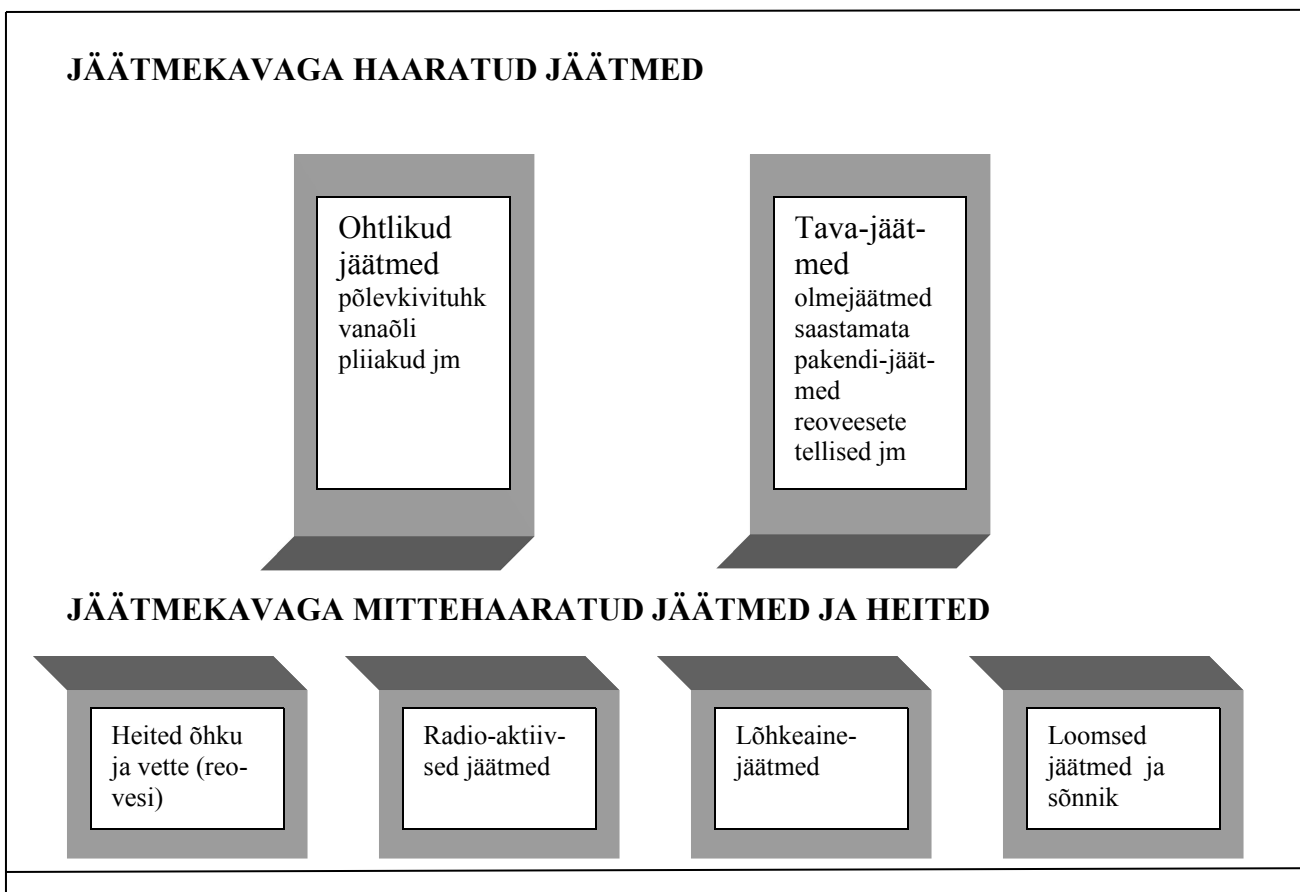 JÄÄTMEKAVAGA HAARATUD JÄÄTMED
Ohtlikud
jäätmed
põlevkivituhk
vanaõli
pliiakud jm
Tava-jäät-
med
olmejäätmed
saastamata
pakendi-jäät-
med
reoveesete
tellised jm
JÄÄTMEKAVAGA MITTEHAARATUD JÄÄTMED JA HEITED
Heited õhku
ja vette (reo-
vesi)
Radio-aktiiv-
sed jäätmed
Lõhkeaine-
jäätmed
Loomsed
jäätmed ja
sõnnik